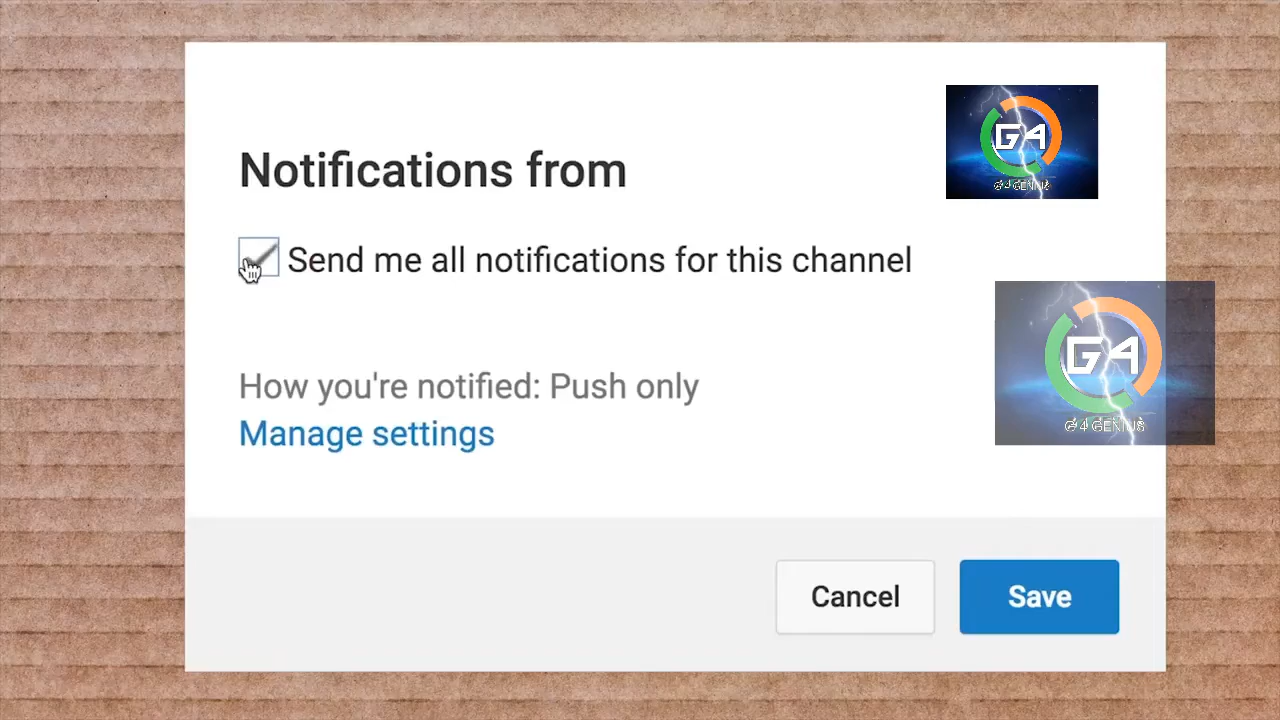 G4
G4 GENIUS
Notifications from
Send me all notifications for this channel
G4
G4 GENIUS
How you're notified: Push only
Manage settings
Cancel
Save